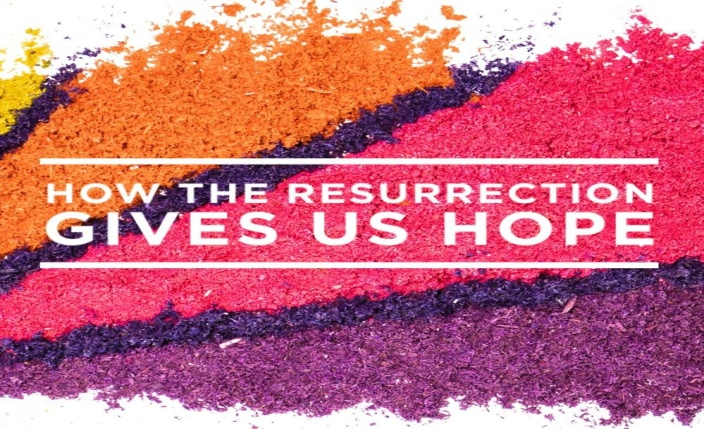 HOW THE RESURRECTION
GIVES US HOPE